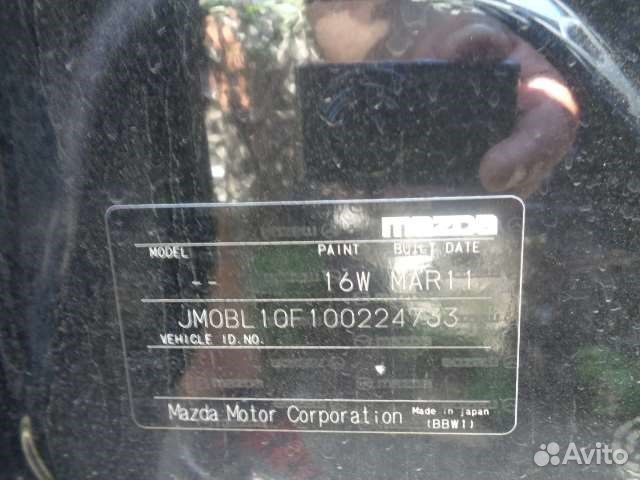 mazda
MODEL PAINT BUILT DATE
-- 16W MAR11
JM0BL10F100224733
VEHICLE ID.NO.
Mazda Motor Corporation Made in japan
(BBW1)
Avito